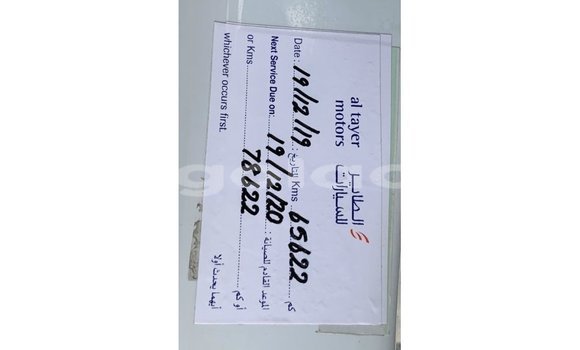 al tayer
motors
الطاير
للسيارات
Date: 19/12/19 التاريخ: Kms 65622 كم
Next Service Due on: 19/12/20 الموعد القادم للصيانة:
or Kms 78622 أو كم
whichever occurs first. أيهما يحدث أولا